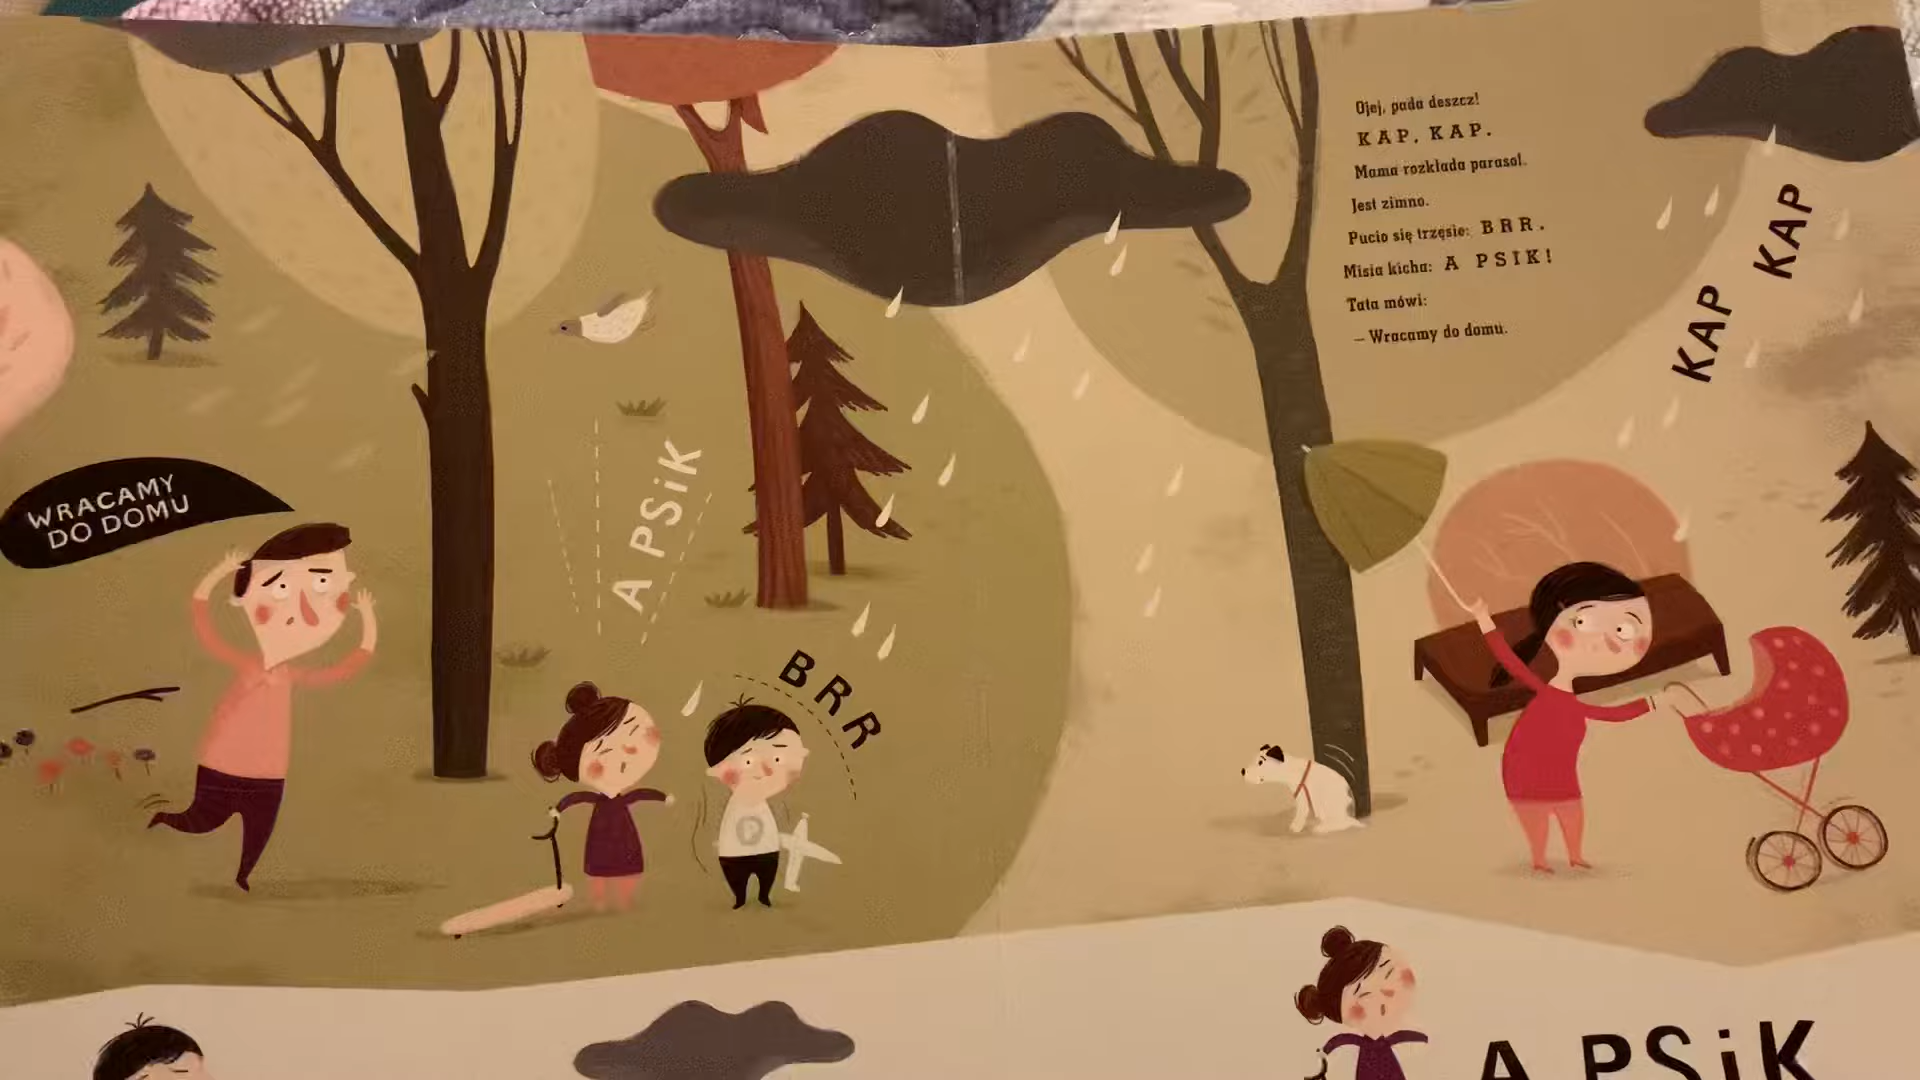 WRACAMY
DO DOMU
A PSiK
BRR
Ojej, pada deszcz!
KAP, KAP.
Mama rozkłada parasol.
Jest zimno.
Pucio się trzęsie: BRR.
Misia kicha: A PSIK!
Tata mówi:
– Wracamy do domu.
KAP KAP
P
A PSiK